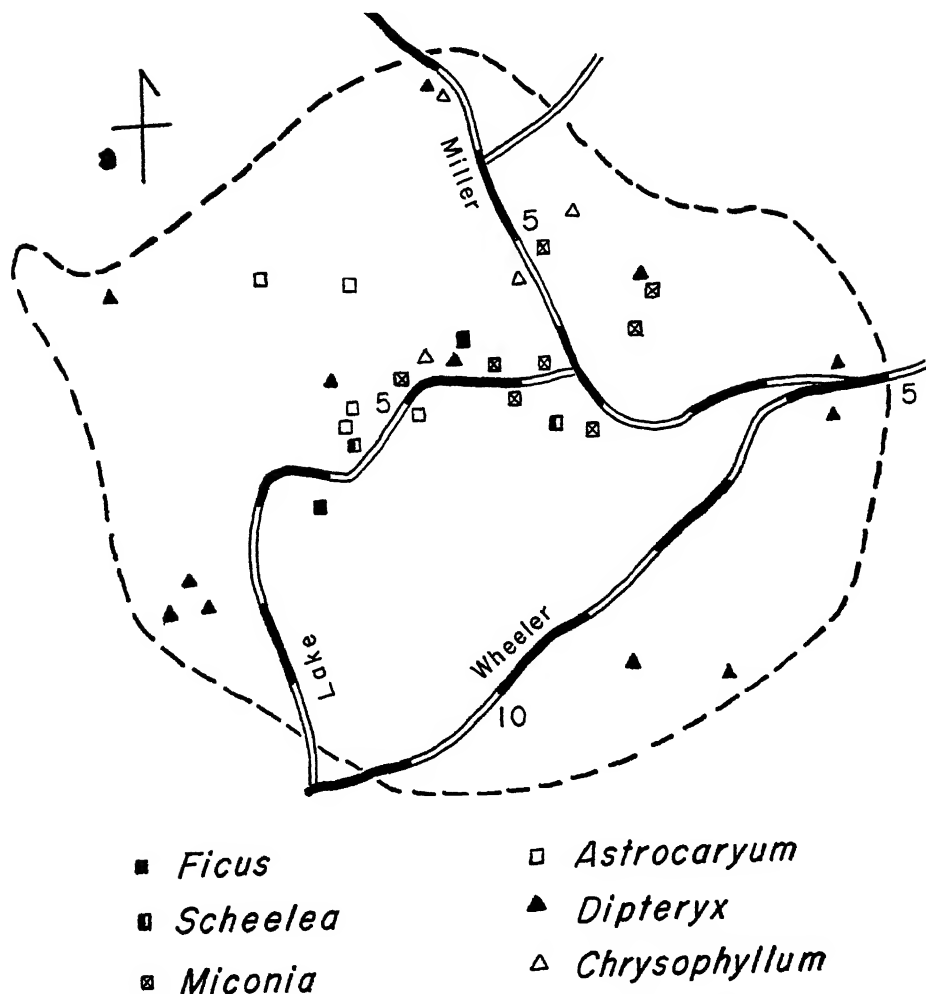 Miller
5
5
5
Lake
Wheeler
10
Ficus
Scheelea
Miconia
Astrocaryum
Dipteryx
Chrysophyllum